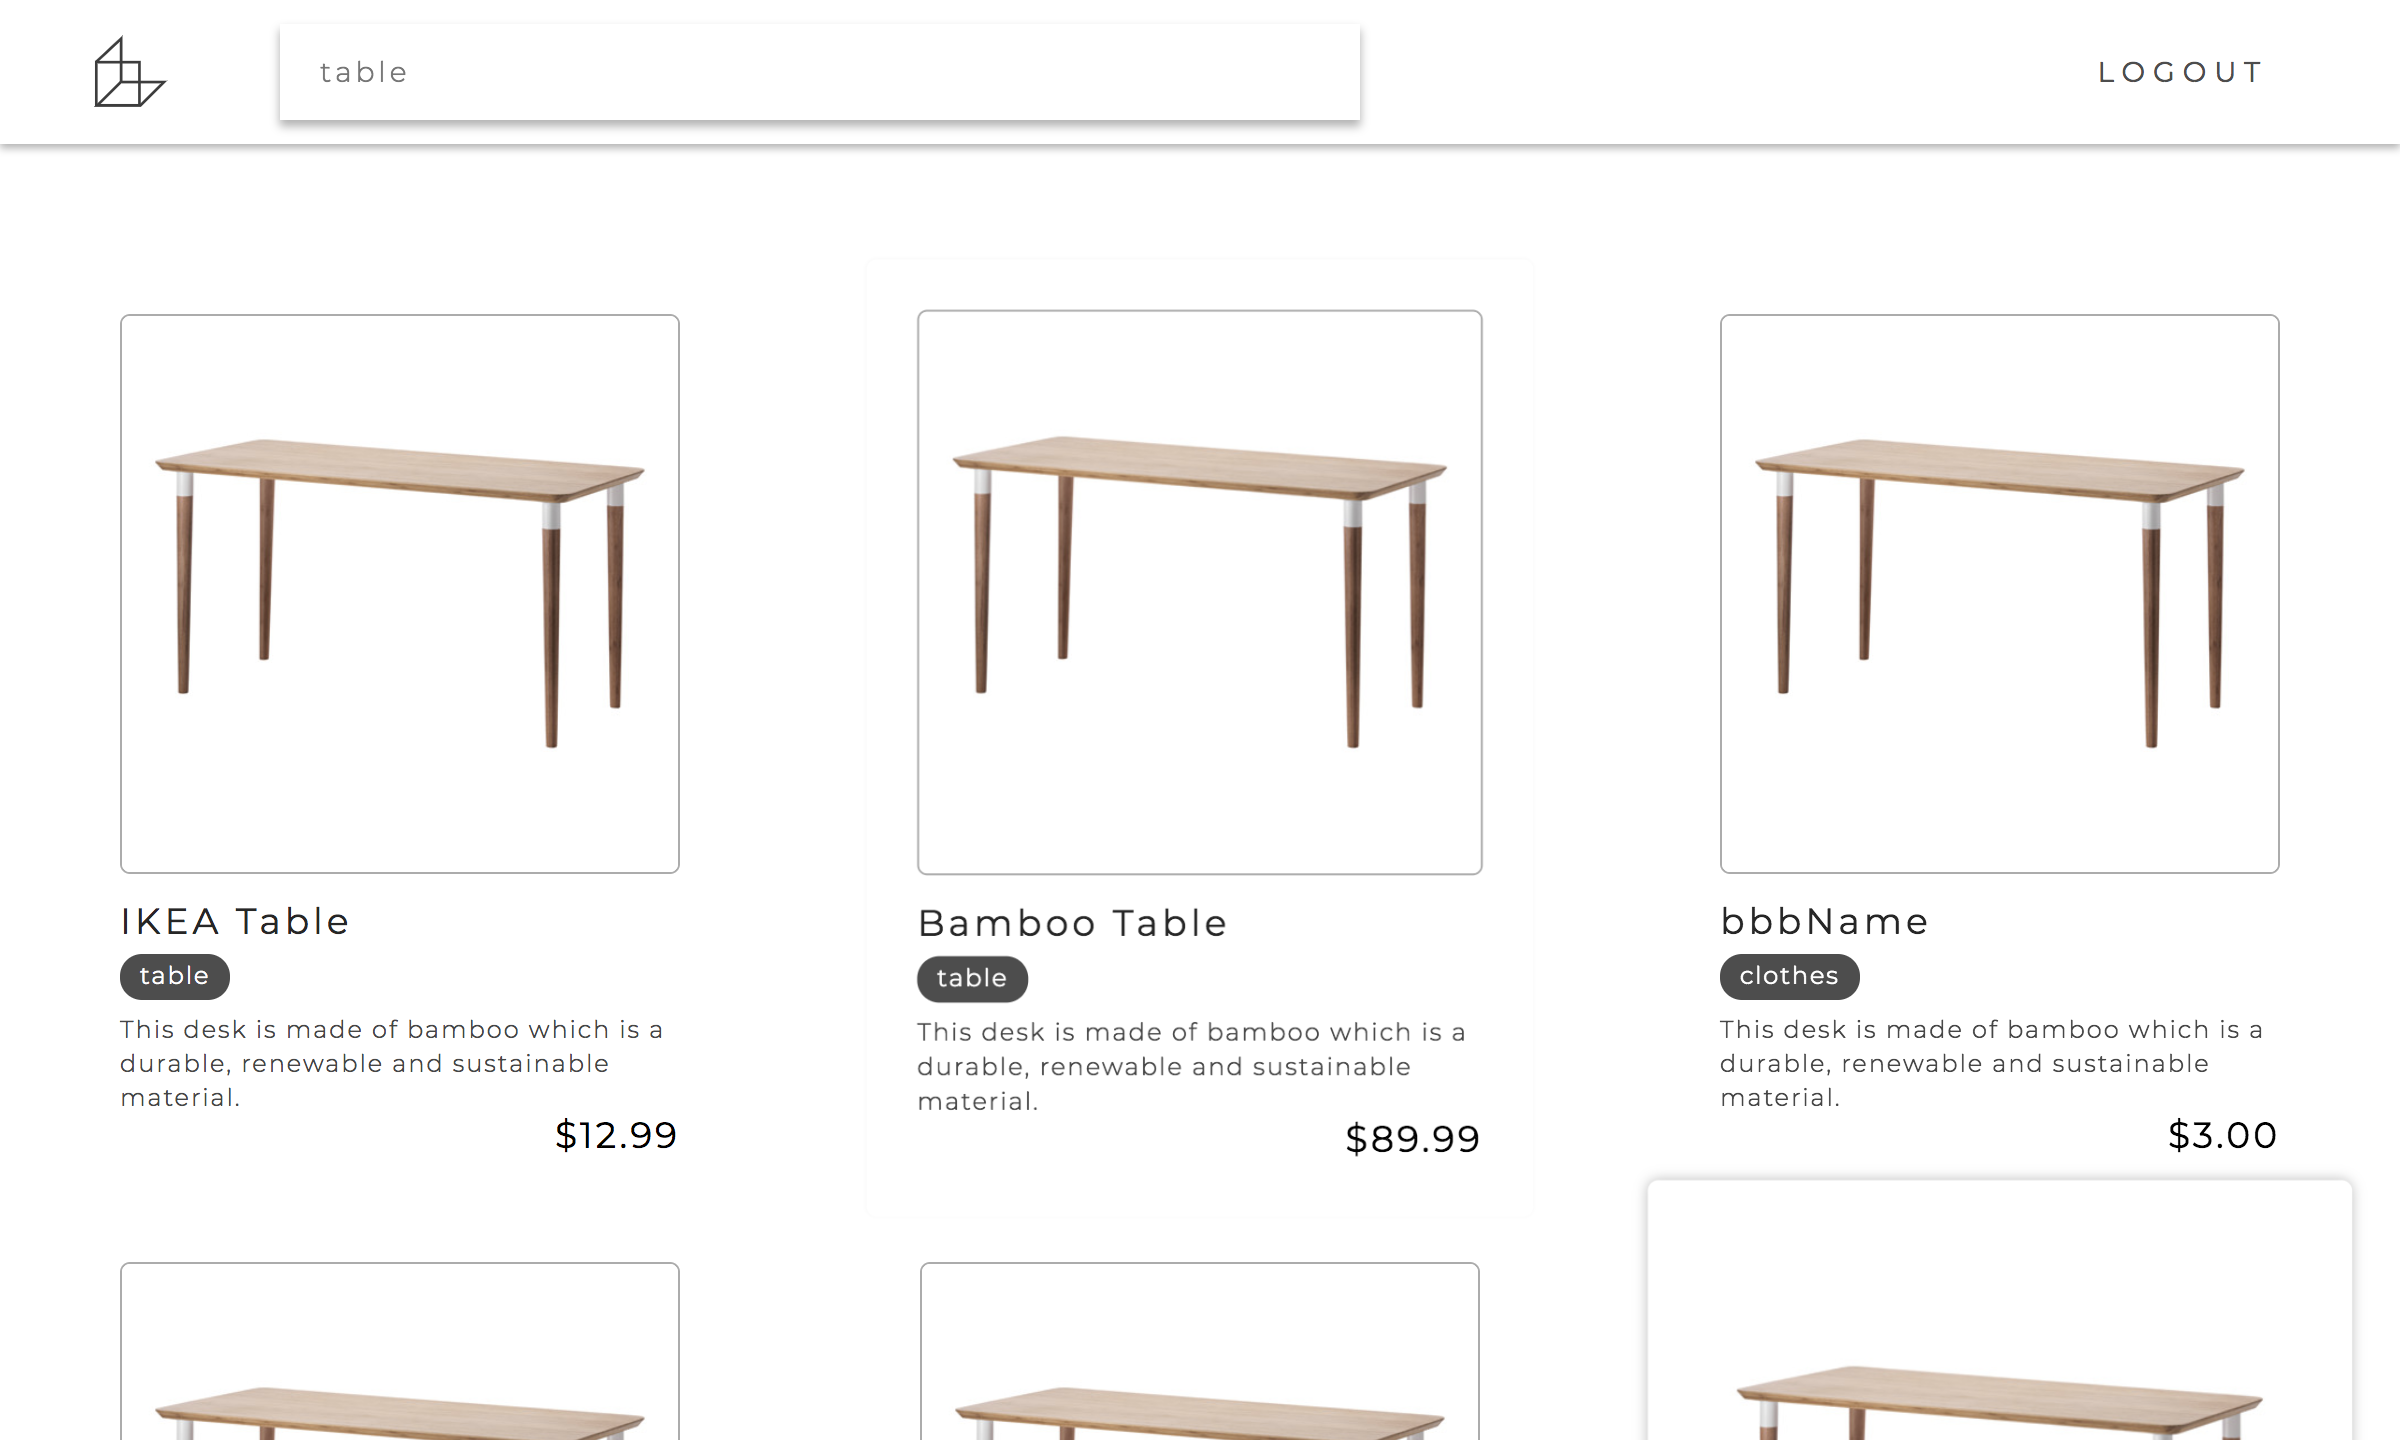 table
LOGOUT
IKEA Table
table
This desk is made of bamboo which is a
durable, renewable and sustainable
material.
$12.99
Bamboo Table
table
This desk is made of bamboo which is a
durable, renewable and sustainable
material.
$89.99
bbbName
clothes
This desk is made of bamboo which is a
durable, renewable and sustainable
material.
$3.00